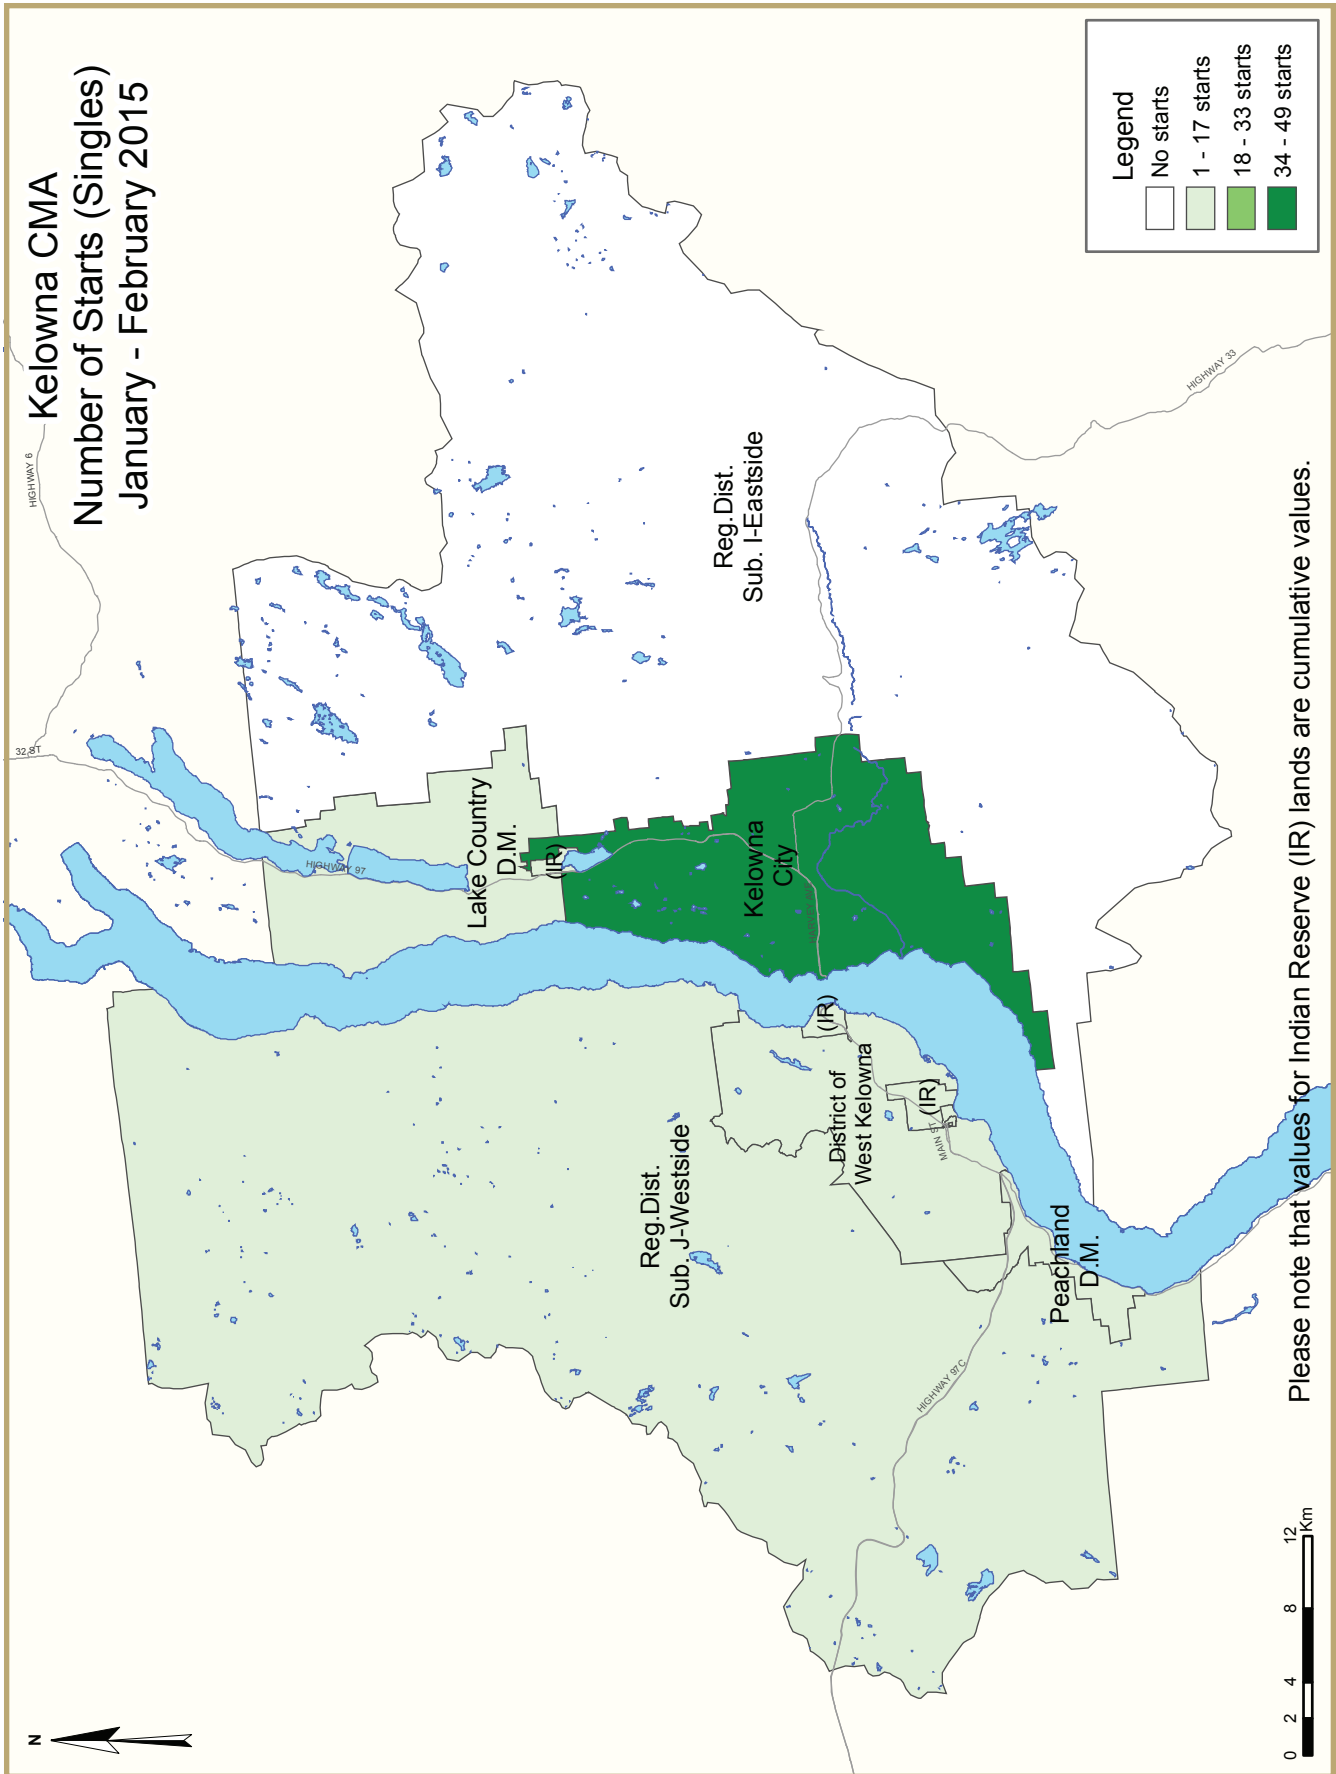 Kelowna CMA
Number of Starts (Singles)
January - February 2015
N
HIGHWAY 6
32 ST
HIGHWAY 97
Lake Country
D.M.
(IR)
Reg.Dist.
Sub. I-Eastside
Kelowna
City
HIGHWAY 33
(IR)
District of
West Kelowna
(IR)
MAIN ST
Reg.Dist.
Sub. J-Westside
Peachland
D.M.
HIGHWAY 97 C
Legend
No starts
1 - 17 starts
18 - 33 starts
34 - 49 starts
0 2 4 8 12
Km
Please note that values for Indian Reserve (IR) lands are cumulative values.